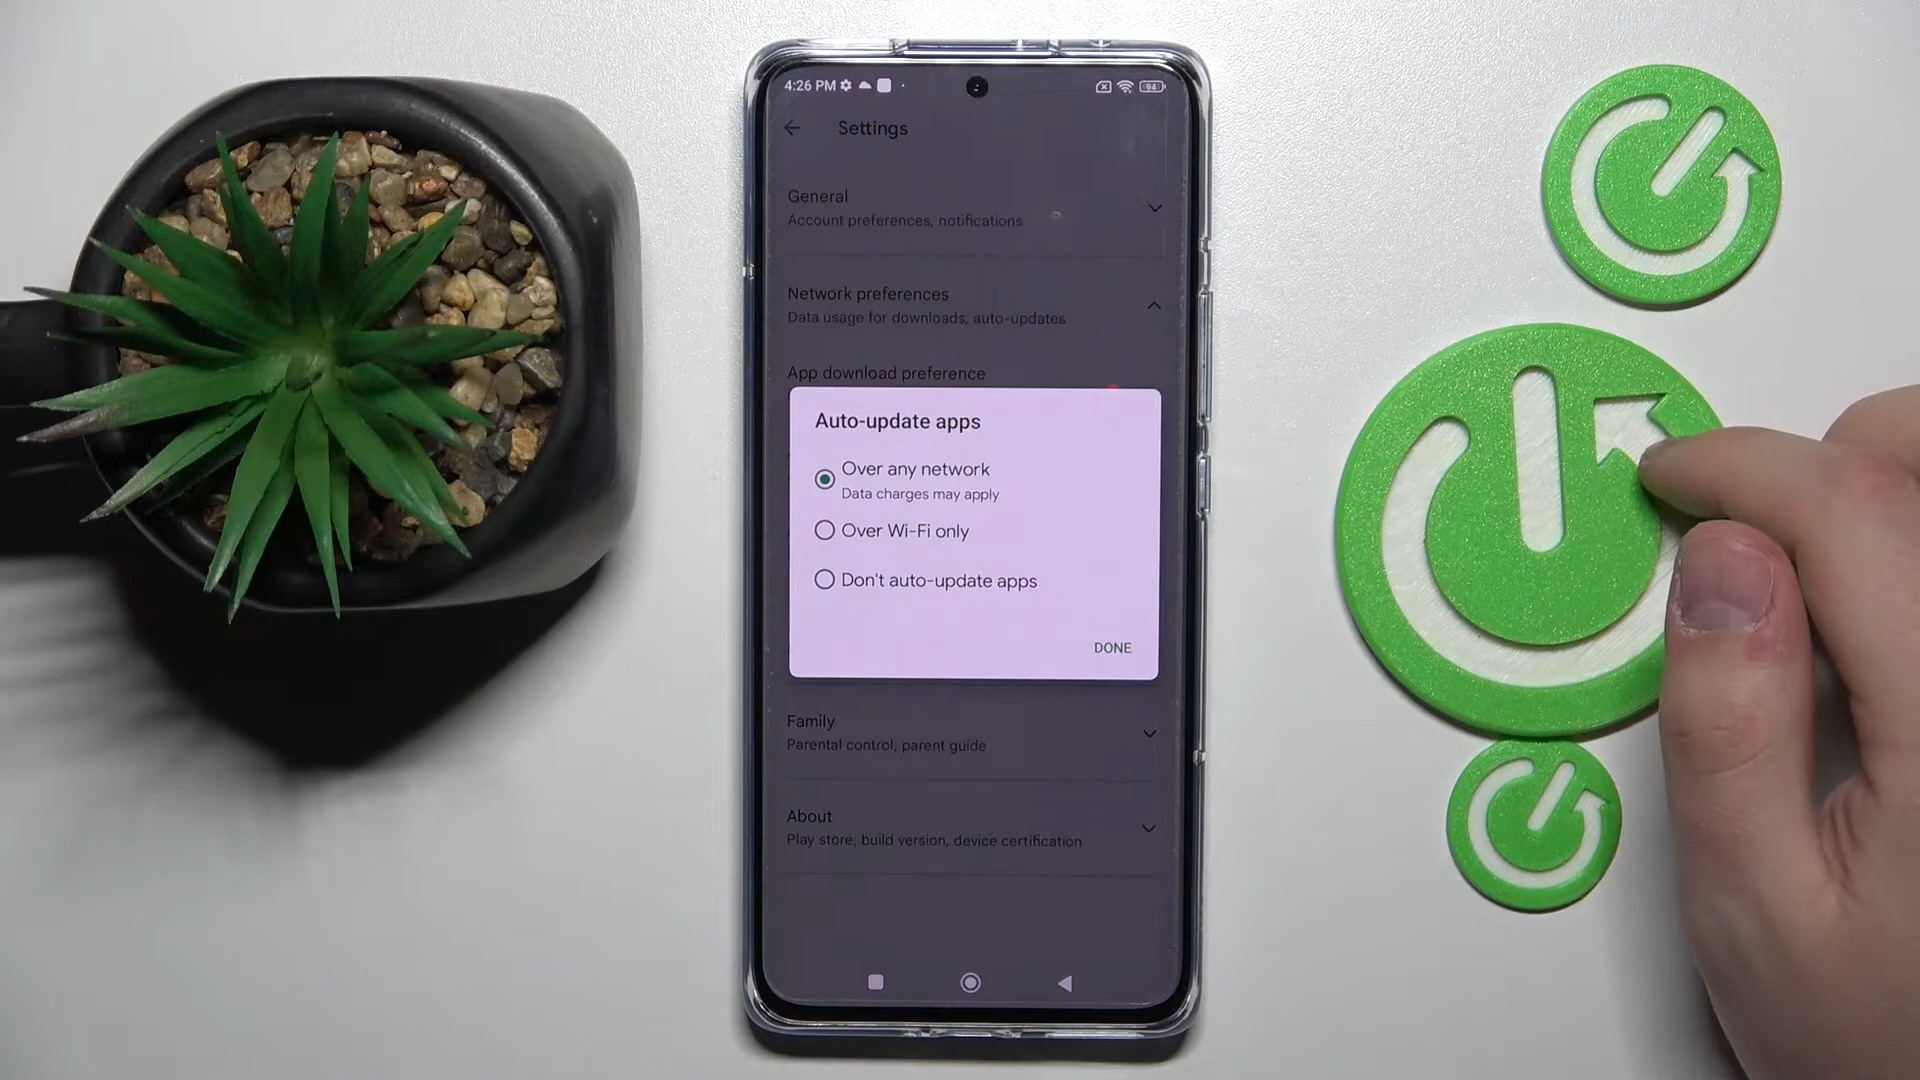 4:26 PM
94
Settings
General
Account preferences, notifications
Network preferences
Data usage for downloads, auto-updates
App download preference
Auto-update apps
Over any network
Data charges may apply
Over Wi-Fi only
Don't auto-update apps
DONE
Family
Parental control, parent guide
About
Play store, build version, device certification